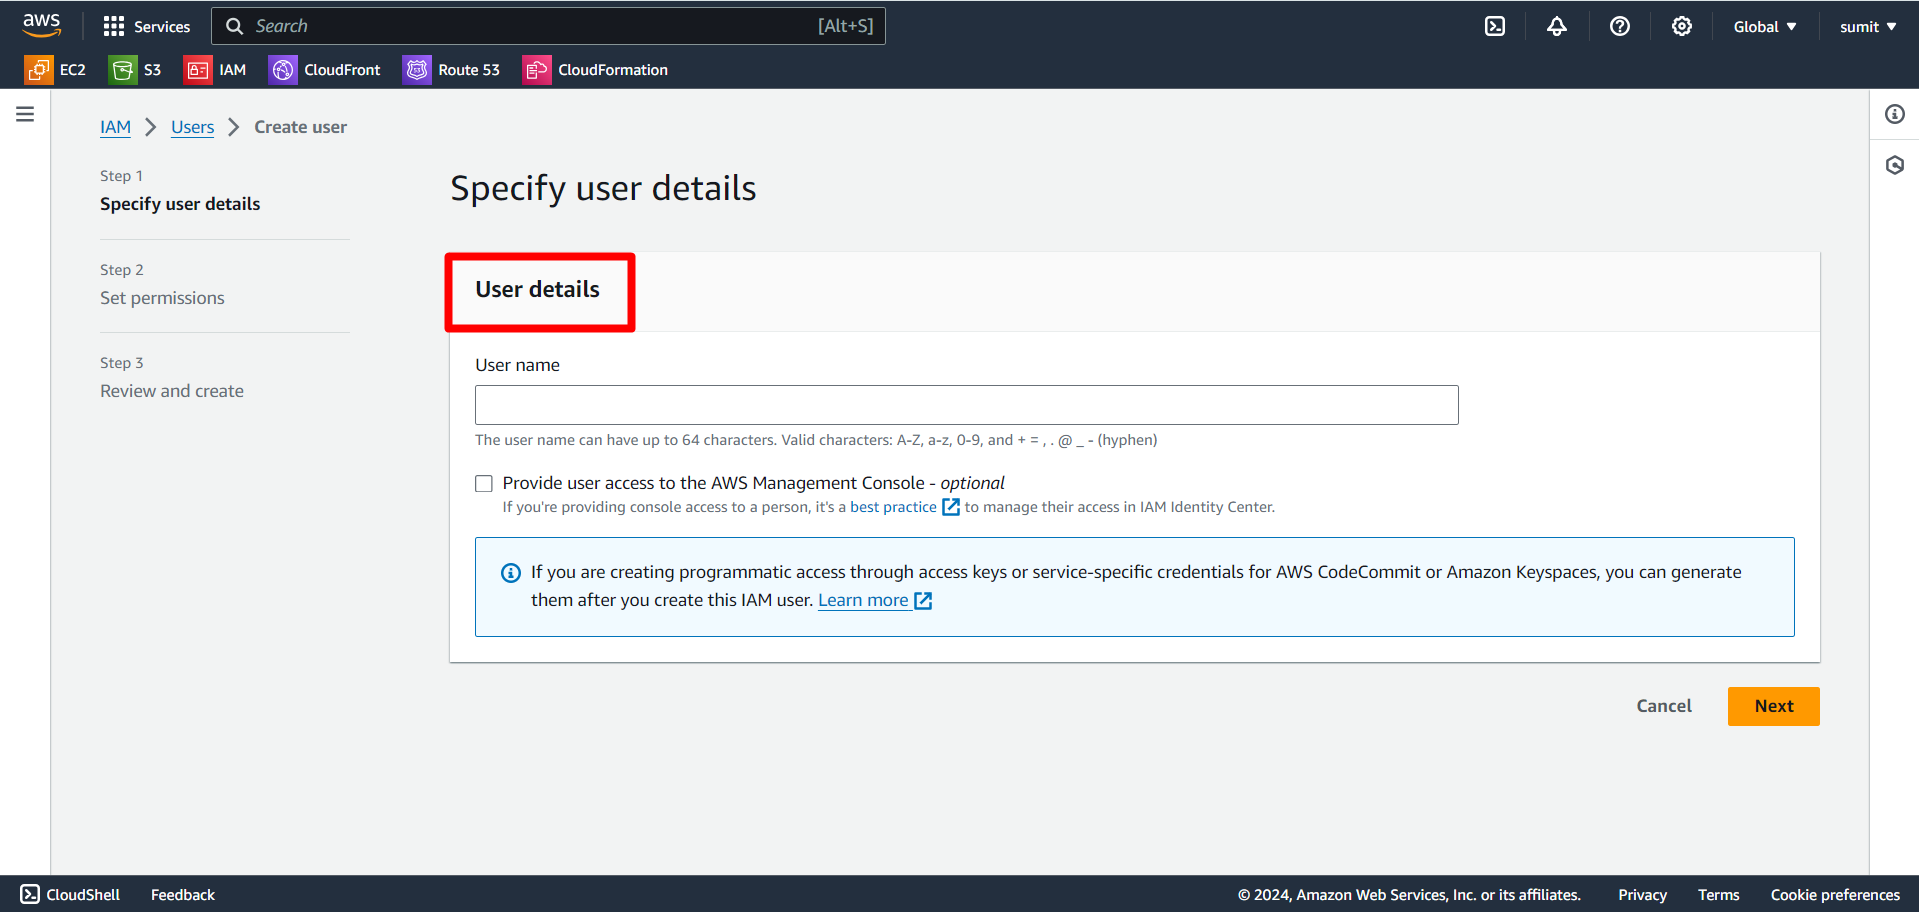 aws Services Search [Alt+S] Global sumit
EC2 S3 IAM CloudFront Route 53 CloudFormation
IAM Users Create user
Step 1
Specify user details
Step 2
Set permissions
Step 3
Review and create
Specify user details
User details
User name
The user name can have up to 64 characters. Valid characters: A-Z, a-z, 0-9, and + = , . @ _ - (hyphen)
Provide user access to the AWS Management Console - optional
If you're providing console access to a person, it's a best practice to manage their access in IAM Identity Center.
If you are creating programmatic access through access keys or service-specific credentials for AWS CodeCommit or Amazon Keyspaces, you can generate
them after you create this IAM user. Learn more
Cancel Next
CloudShell Feedback © 2024, Amazon Web Services, Inc. or its affiliates. Privacy Terms Cookie preferences